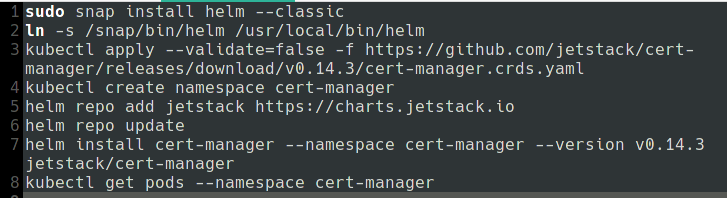 1 sudo snap install helm --classic
2 ln -s /snap/bin/helm /usr/local/bin/helm
3 kubectl apply --validate=false -f https://github.com/jetstack/cert-
manager/releases/download/v0.14.3/cert-manager.crds.yaml
4 kubectl create namespace cert-manager
5 helm repo add jetstack https://charts.jetstack.io
6 helm repo update
7 helm install cert-manager --namespace cert-manager --version v0.14.3
jetstack/cert-manager
8 kubectl get pods --namespace cert-manager